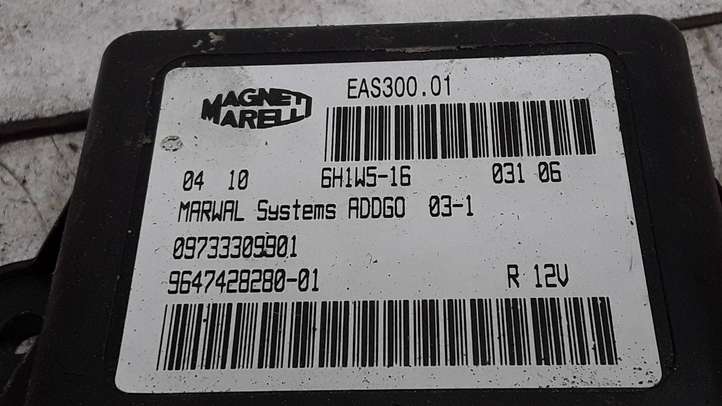 MAGNETI
MARELLI
EAS300.01
04 10 6H1W5-16 031 06
MARWAL Systems ADDGO 03-1
09733309901
9647428280-01 R 12V